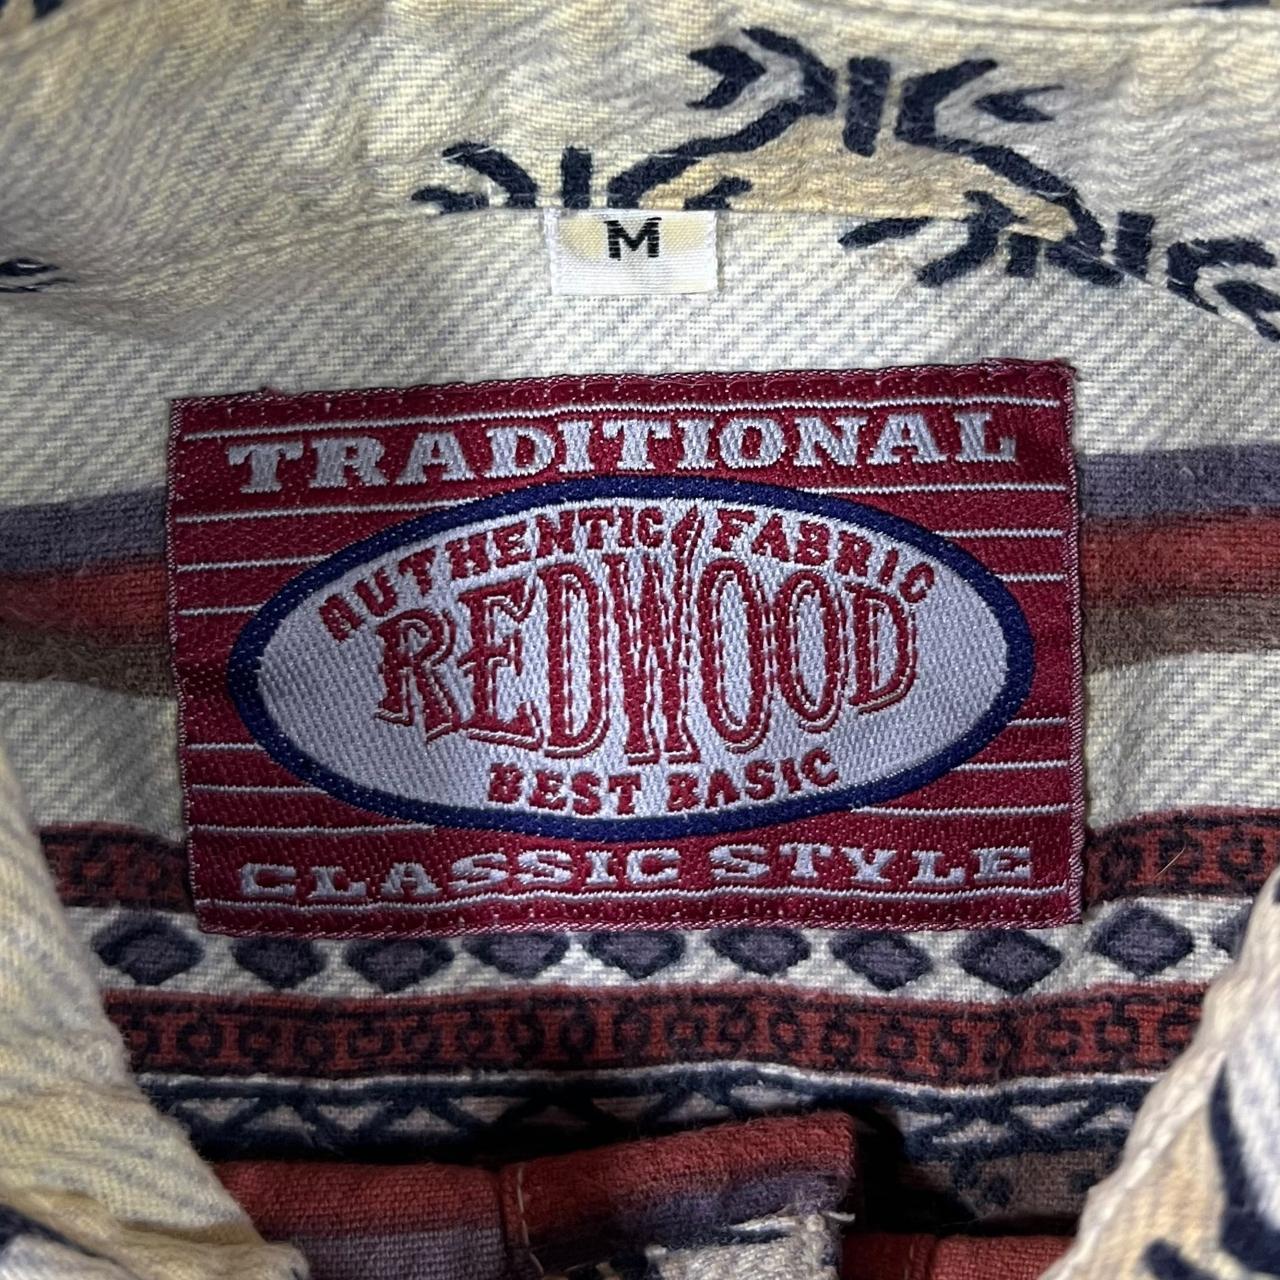 M
TRADITIONAL
AUTHENTIC FABRIC
REDWOOD
BEST BASIC
CLASSIC STYLE